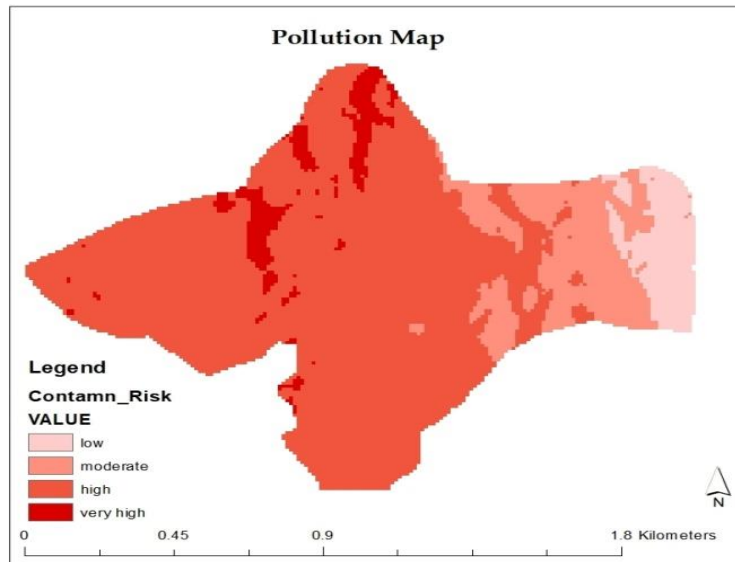 Pollution Map
Legend
Contamn_Risk
VALUE
low
moderate
high
very high
N
0 0.45 0.9 1.8 Kilometers